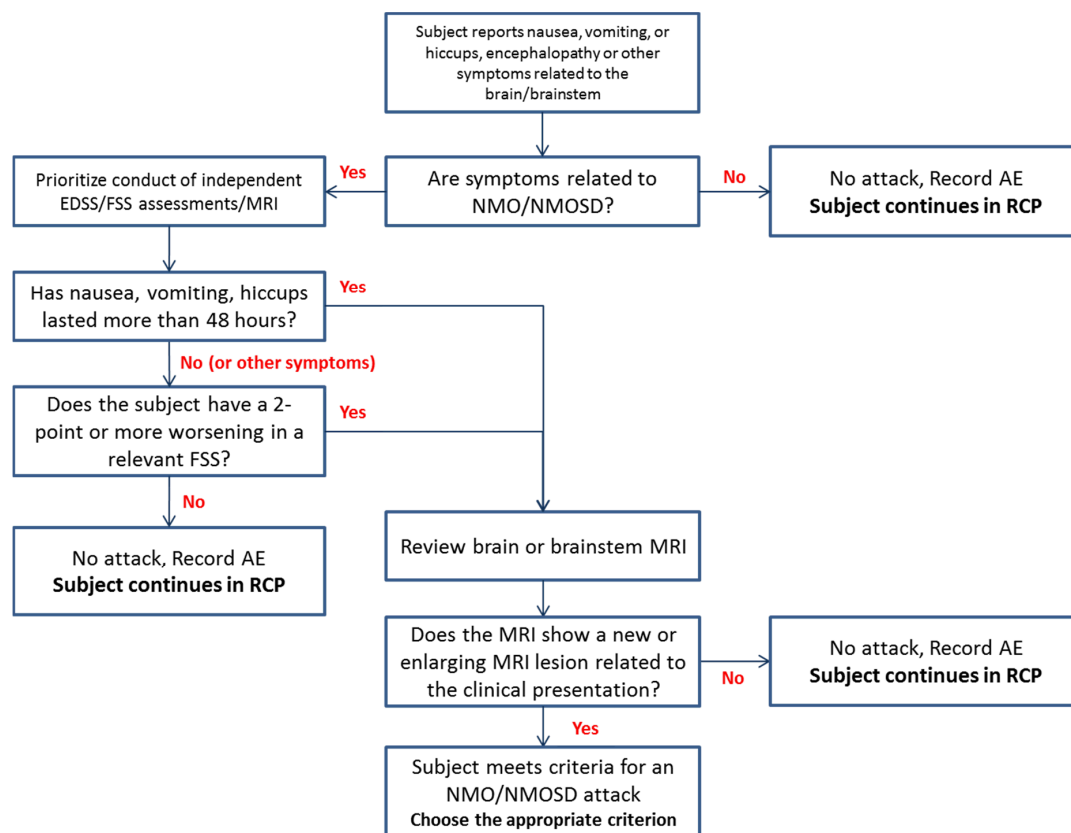 Subject reports nausea, vomiting, or
hiccups, encephalopathy or other
symptoms related to the
brain/brainstem
Prioritize conduct of independent
EDSS/FSS assessments/MRI
Yes
Are symptoms related to
NMO/NMOSD?
No
No attack, Record AE
Subject continues in RCP
Has nausea, vomiting, hiccups
lasted more than 48 hours?
Yes
No (or other symptoms)
Does the subject have a 2-
point or more worsening in a
relevant FSS?
Yes
No
No attack, Record AE
Subject continues in RCP
Review brain or brainstem MRI
Does the MRI show a new or
enlarging MRI lesion related to
the clinical presentation?
No
No attack, Record AE
Subject continues in RCP
Yes
Subject meets criteria for an
NMO/NMOSD attack
Choose the appropriate criterion